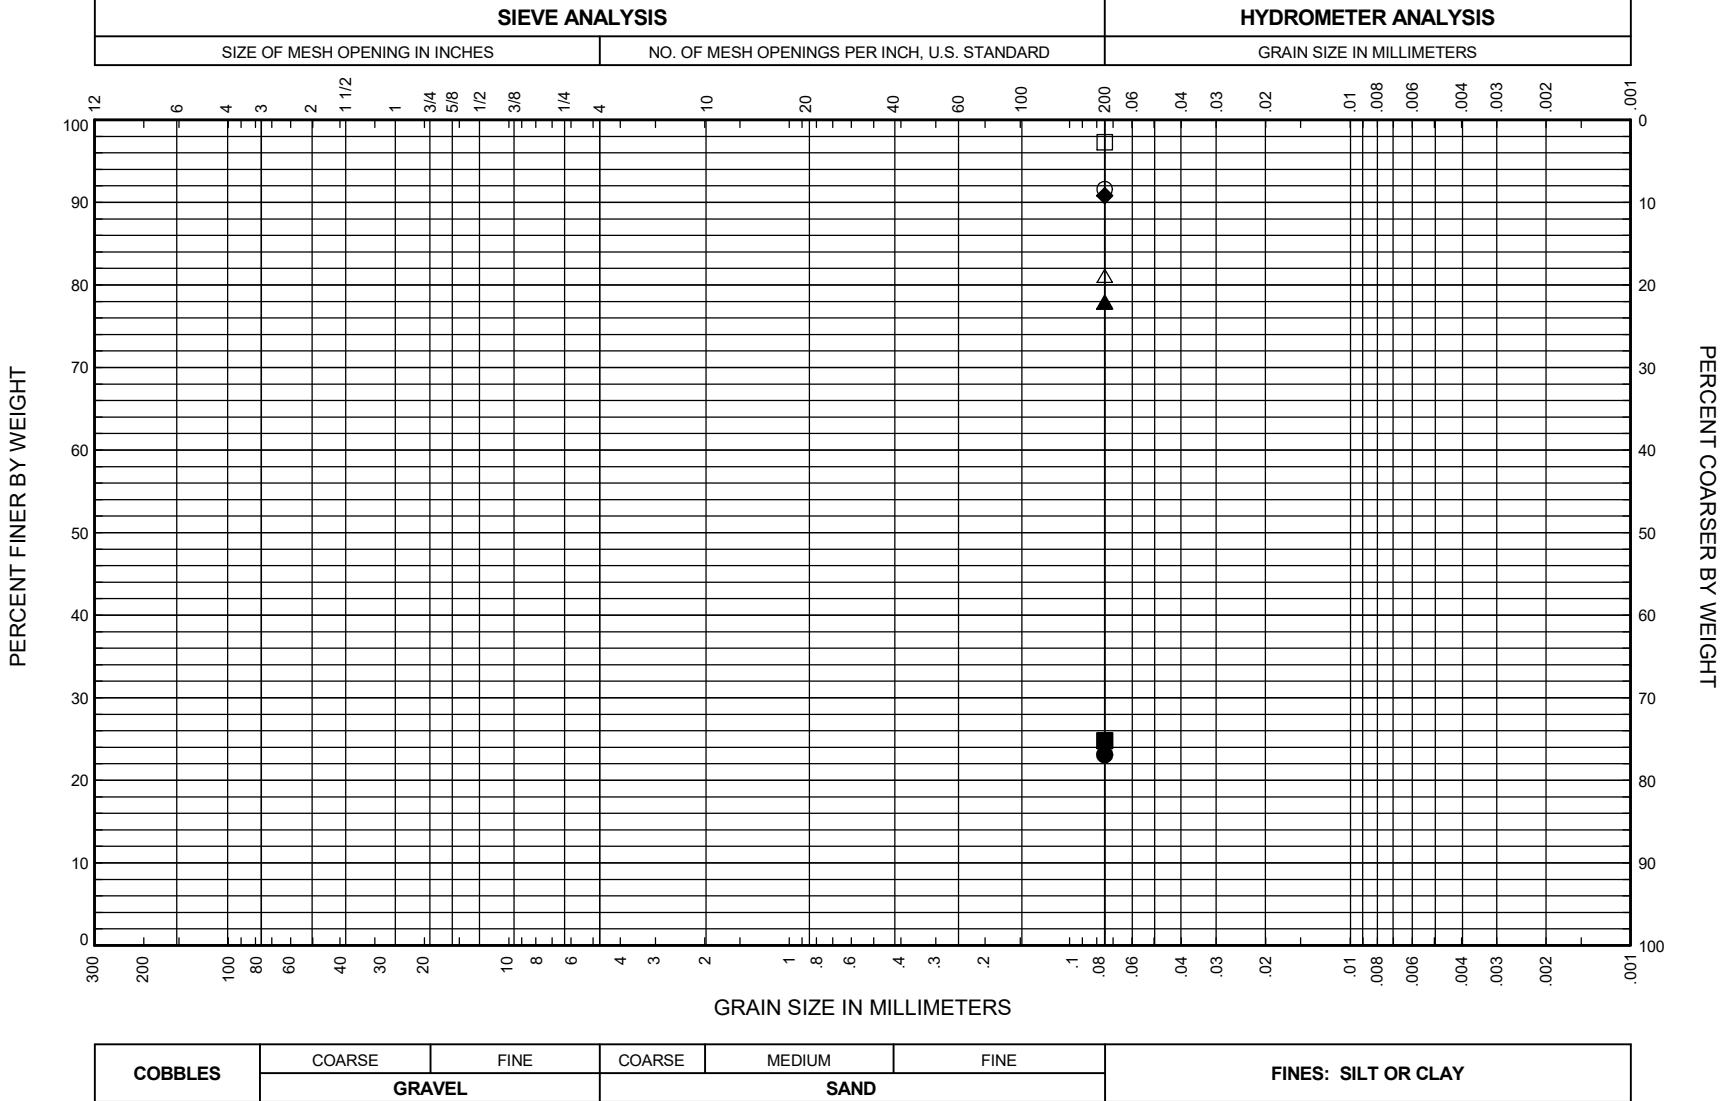 SIEVE ANALYSIS HYDROMETER ANALYSIS
SIZE OF MESH OPENING IN INCHES NO. OF MESH OPENINGS PER INCH, U.S. STANDARD GRAIN SIZE IN MILLIMETERS
12 6 4 3 2 1 1/2 1 3/4 5/8 1/2 3/8 1/4 4 10 20 40 60 100 200 .06 .04 .03 .02 .01 .008 .006 .004 .003 .002 .001
100 0
90 10
80 20
70 30
60 40
50 50
40 60
30 70
20 80
10 90
0 100
PERCENT FINER BY WEIGHT
PERCENT COARSER BY WEIGHT
300 200 100 80 60 40 30 20 10 8 6 4 3 2 1 .8 .6 .4 .3 .2 .1 .08 .06 .04 .03 .02 .01 .008 .006 .004 .003 .002 .001
GRAIN SIZE IN MILLIMETERS
COBBLES COARSE FINE COARSE MEDIUM FINE FINES: SILT OR CLAY
GRAVEL SAND